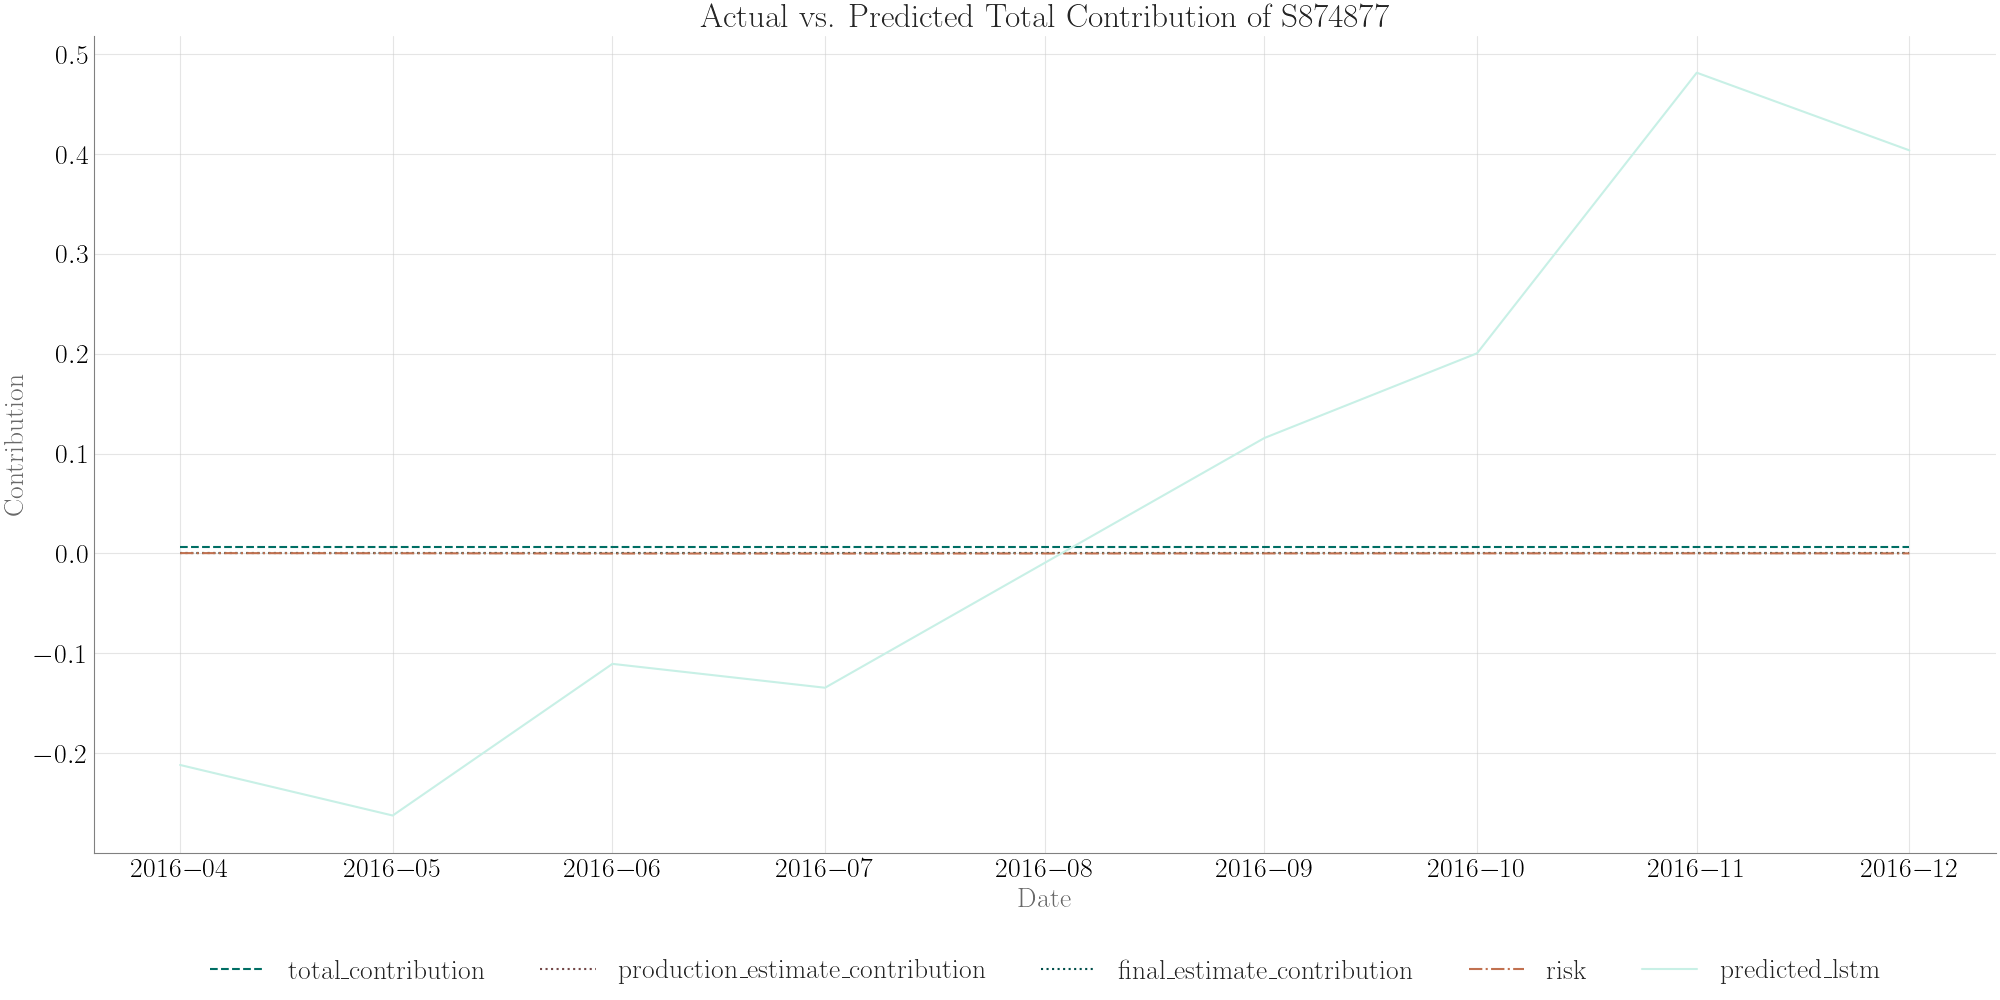 Actual vs. Predicted Total Contribution of S874877
Contribution
0.5
0.4
0.3
0.2
0.1
0.0
−0.1
−0.2
2016−04 2016−05 2016−06 2016−07 2016−08 2016−09 2016−10 2016−11 2016−12
Date
total_contribution production_estimate_contribution final_estimate_contribution risk predicted_lstm